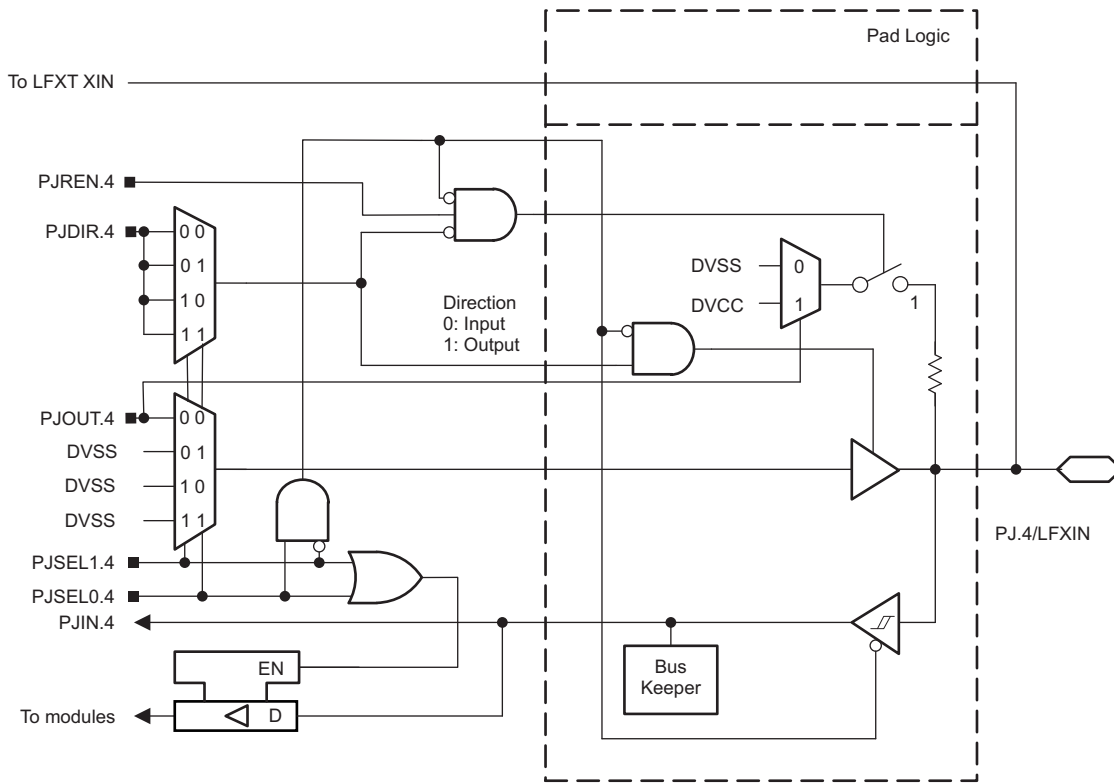 Pad Logic
To LFXT XIN
PJREN.4
PJDIR.4
0 0
0 1
1 0
1 1
Direction
0: Input
1: Output
DVSS
0
DVCC
1
1
PJOUT.4
0 0
DVSS
0 1
DVSS
1 0
DVSS
1 1
PJ.4/LFXIN
PJSEL1.4
PJSEL0.4
PJIN.4
Bus
Keeper
EN
To modules
D